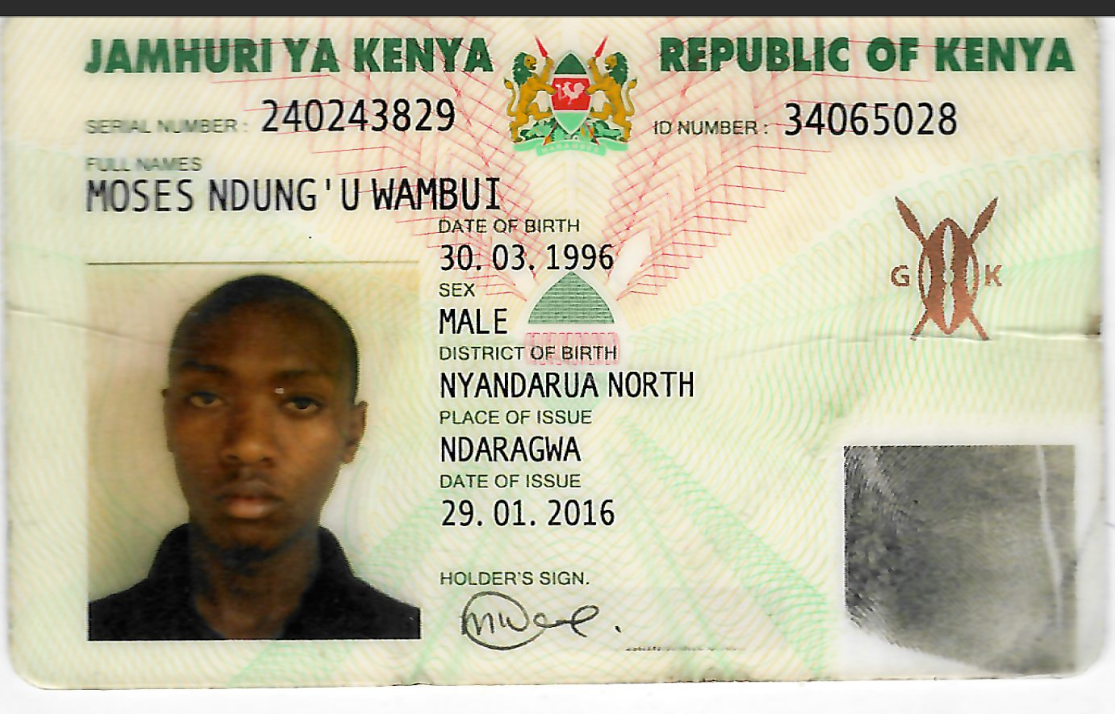 JAMHURI YA KENYA REPUBLIC OF KENYA
SERIAL NUMBER: 240243829 ID NUMBER: 34065028
FULL NAMES
MOSES NDUNG'U WAMBUI
DATE OF BIRTH
30. 03. 1996
SEX
MALE
DISTRICT OF BIRTH
NYANDARUA NORTH
PLACE OF ISSUE
NDARAGWA
DATE OF ISSUE
29. 01. 2016
HOLDER'S SIGN.
G K
HARAMBEE